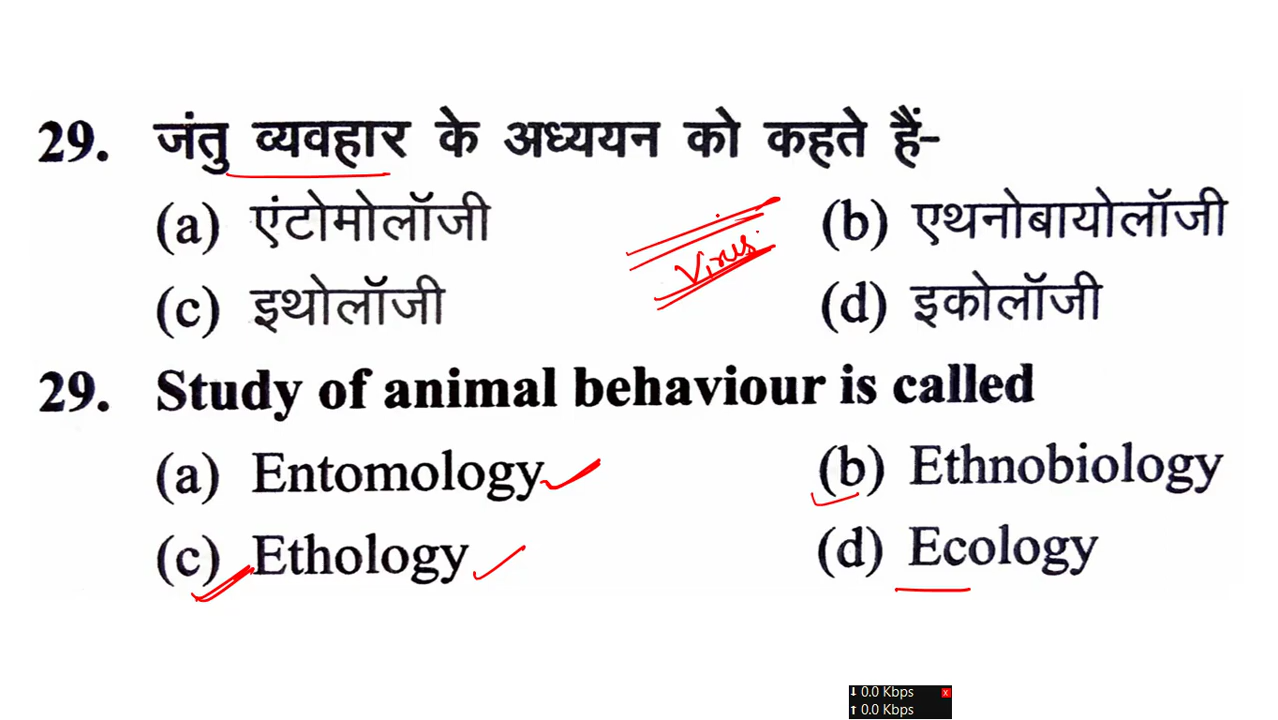 29. जंतु व्यवहार के अध्ययन को कहते हैं-
(a) एंटोमोलॉजी (b) एथनोबायोलॉजी
Virus
(c) इथोलॉजी (d) इकोलॉजी
29. Study of animal behaviour is called
(a) Entomology (b) Ethnobiology
(c) Ethology (d) Ecology
↓ 0.0 Kbps x
↑ 0.0 Kbps